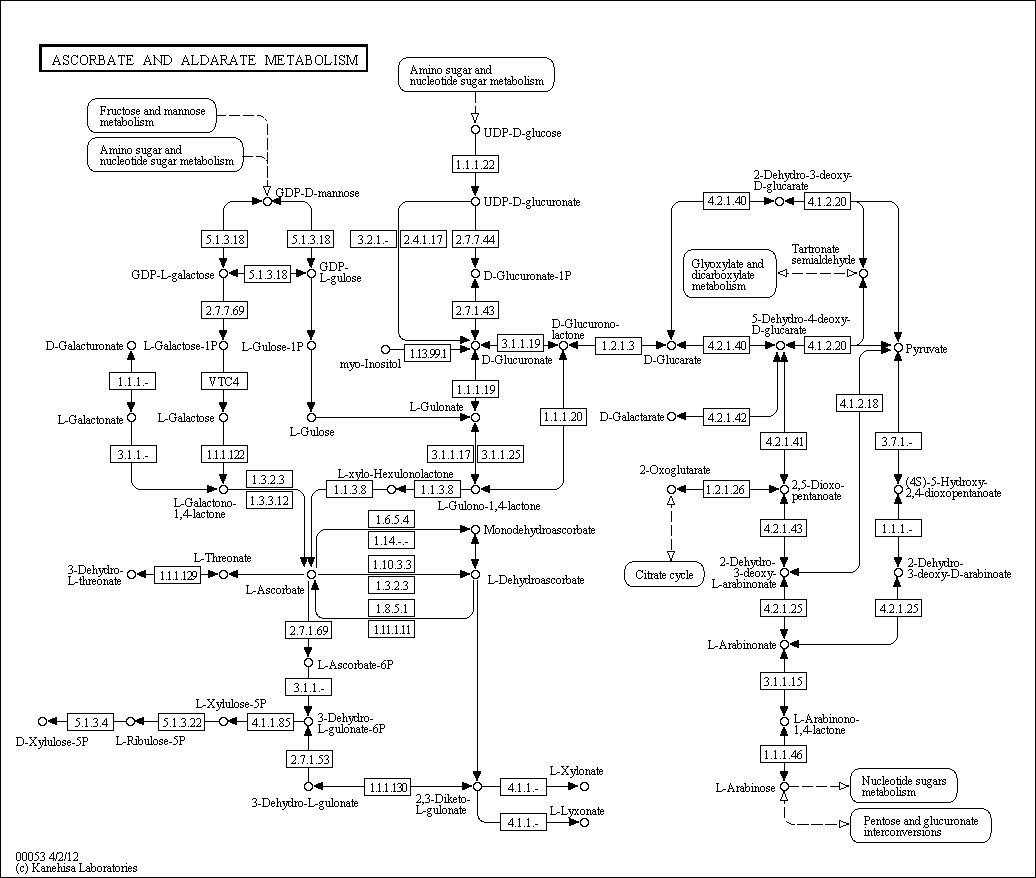 ASCORBATE AND ALDARATE METABOLISM
Amino sugar and
nucleotide sugar metabolism
Fructose and mannose
metabolism
Amino sugar and
nucleotide sugar metabolism
UDP-D-glucose
1.1.1.22
GDP-D-mannose
UDP-D-glucuronate
2-Dehydro-3-deoxy-
D-glucarate
4.2.1.40
4.1.2.20
5.1.3.18
5.1.3.18
3.2.1.-
2.4.1.17
2.7.7.44
Tartronate
semialdehyde
Glyoxylate and
dicarboxylate
metabolism
GDP-L-galactose
5.1.3.18
GDP-
L-gulose
D-Glucuronate-1P
2.7.7.69
2.7.1.43
D-Glucurono-
lactone
5-Dehydro-4-deoxy-
D-glucarate
D-Galacturonate
L-Galactose-1P
L-Gulose-1P
1.13.99.1
myo-Inositol
D-Glucuronate
3.1.1.19
1.2.1.3
D-Glucarate
4.2.1.40
4.1.2.20
Pyruvate
1.1.1.-
VTC4
1.1.1.19
4.1.2.18
L-Galactonate
L-Galactose
L-Gulose
L-Gulonate
1.1.1.20
D-Galactarate
4.2.1.42
3.1.1.-
1.1.1.122
3.1.1.17
3.1.1.25
4.2.1.41
3.7.1.-
L-Galactono-
1,4-lactone
1.3.2.3
1.3.3.12
L-xylo-Hexulonolactone
1.1.3.8
1.1.3.8
L-Gulono-1,4-lactone
2-Oxoglutarate
1.2.1.26
2,5-Dioxo-
pentanoate
(4S)-5-Hydroxy-
2,4-dioxopentanoate
1.6.5.4
1.14.-.-
Monodehydroascorbate
4.2.1.43
1.1.1.-
3-Dehydro-
L-threonate
1.1.1.129
L-Threonate
L-Ascorbate
1.10.3.3
1.3.2.3
L-Dehydroascorbate
Citrate cycle
2-Dehydro-
3-deoxy-
L-arabinonate
2-Dehydro-
3-deoxy-D-arabinoate
1.8.5.1
1.11.1.11
4.2.1.25
4.2.1.25
2.7.1.69
L-Arabinonate
L-Ascorbate-6P
3.1.1.-
3.1.1.15
L-Xylulose-5P
D-Xylulose-5P
5.1.3.4
L-Ribulose-5P
5.1.3.22
4.1.1.85
3-Dehydro-
L-gulonate-6P
L-Arabinono-
1,4-lactone
2.7.1.53
1.1.1.46
3-Dehydro-L-gulonate
1.1.1.130
2,3-Diketo-
L-gulonate
4.1.1.-
L-Xylonate
4.1.1.-
L-Lyxonate
L-Arabinose
Nucleotide sugars
metabolism
Pentose and glucuronate
interconversions
00053 4/2/12
(c) Kanehisa Laboratories